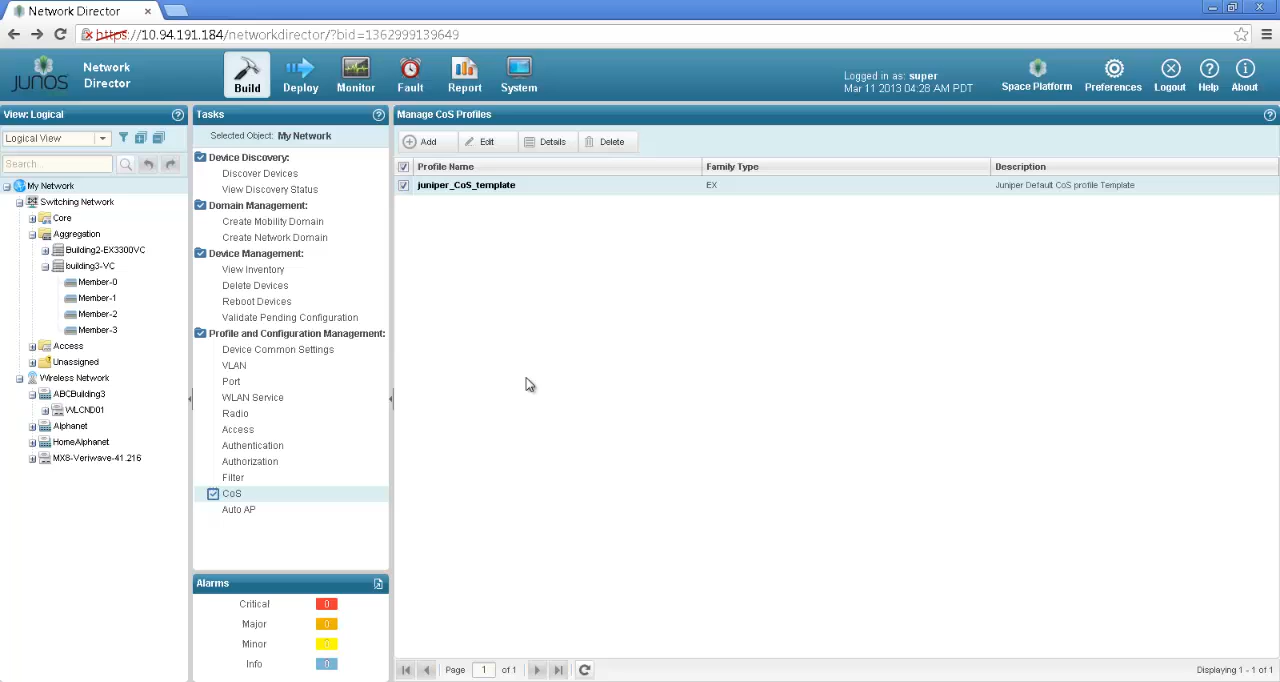 Network Director
https://10.94.191.184/networkdirector/?bid=1362999139649
JUNOS
Network Director
Build
Deploy
Monitor
Fault
Report
System
Logged in as: super
Mar 11 2013 04:28 AM PDT
Space Platform
Preferences
Logout
Help
About
View: Logical
Logical View
Search...
My Network
Switching Network
Core
Aggregation
Building2-EX3300VC
building3-VC
Member-0
Member-1
Member-2
Member-3
Access
Unassigned
Wireless Network
ABCBuilding3
WLCND01
Alphanet
HomeAlphanet
MX8-Veriwave-41.216
Tasks
Selected Object: My Network
Device Discovery:
Discover Devices
View Discovery Status
Domain Management:
Create Mobility Domain
Create Network Domain
Device Management:
View Inventory
Delete Devices
Reboot Devices
Validate Pending Configuration
Profile and Configuration Management:
Device Common Settings
VLAN
Port
WLAN Service
Radio
Access
Authentication
Authorization
Filter
CoS
Auto AP
Alarms
Critical 0
Major 0
Minor 0
Info 0
Manage CoS Profiles
Add Edit Details Delete
Profile Name Family Type Description
juniper_CoS_template EX Juniper Default CoS profile Template
Page 1 of 1
Displaying 1 - 1 of 1